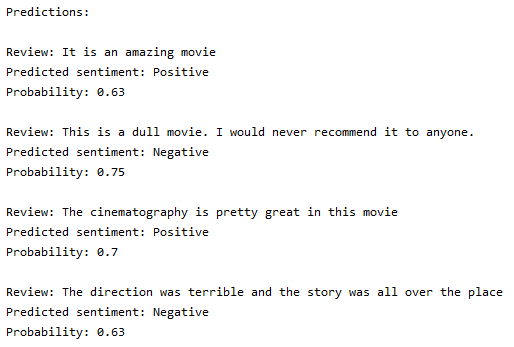 Predictions:
Review: It is an amazing movie
Predicted sentiment: Positive
Probability: 0.63
Review: This is a dull movie. I would never recommend it to anyone.
Predicted sentiment: Negative
Probability: 0.75
Review: The cinematography is pretty great in this movie
Predicted sentiment: Positive
Probability: 0.7
Review: The direction was terrible and the story was all over the place
Predicted sentiment: Negative
Probability: 0.63